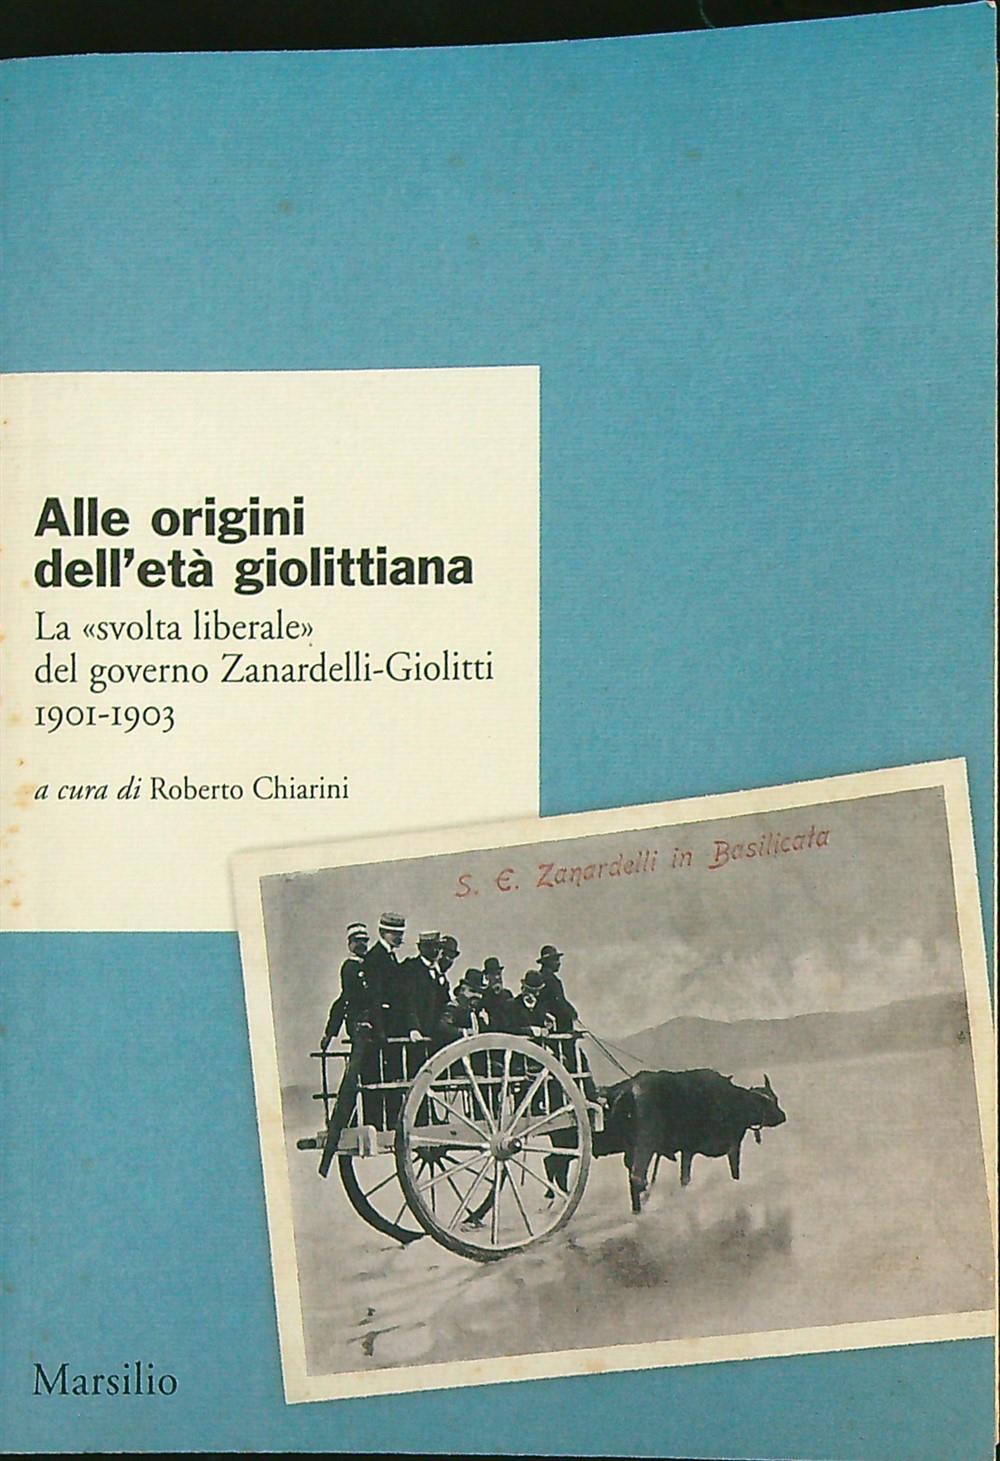 Alle origini
dell'età giolittiana
La «svolta liberale»
del governo Zanardelli-Giolitti
1901-1903
a cura di Roberto Chiarini
S. E. Zanardelli in Basilicata
Marsilio